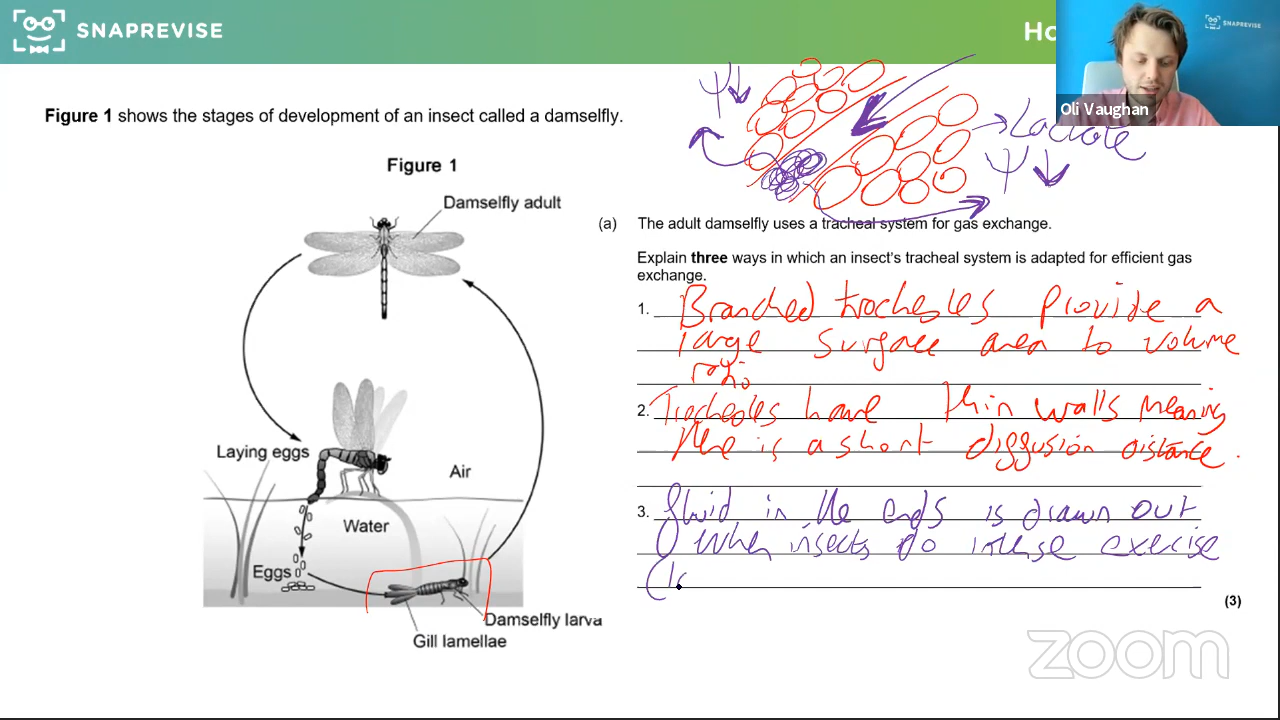 SNAPREVISE
Ho
SNAPREVISE
Oli Vaughan
Figure 1 shows the stages of development of an insect called a damselfly.
Figure 1
Damselfly adult
Laying eggs
Air
Water
Eggs
Damselfly larva
Gill lamellae
Ψ
Lactate
Ψ
(a) The adult damselfly uses a tracheal system for gas exchange.
Explain three ways in which an insect's tracheal system is adapted for efficient gas
exchange.
1. Branched tracheoles provide a
large surface area to volume
ratio
2. Tracheoles have thin walls meaning
there is a short diffusion distance.
3. fluid in the ends is drawn out
when insects do intense exercise
(
(3)
zoom